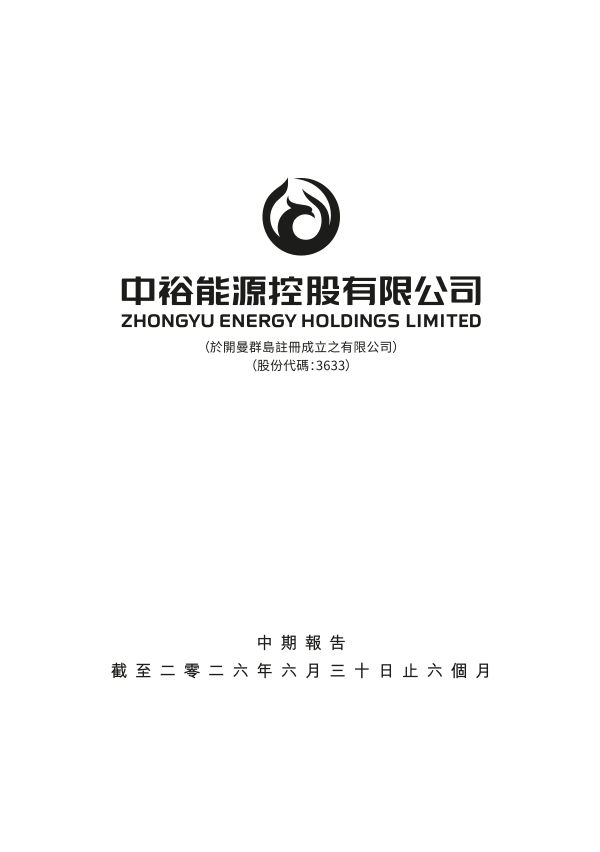 中裕能源控股有限公司
ZHONGYU ENERGY HOLDINGS LIMITED
(於開曼群島註冊成立之有限公司)
(股份代碼：3633)
中期報告
截至二零二六年六月三十日止六個月